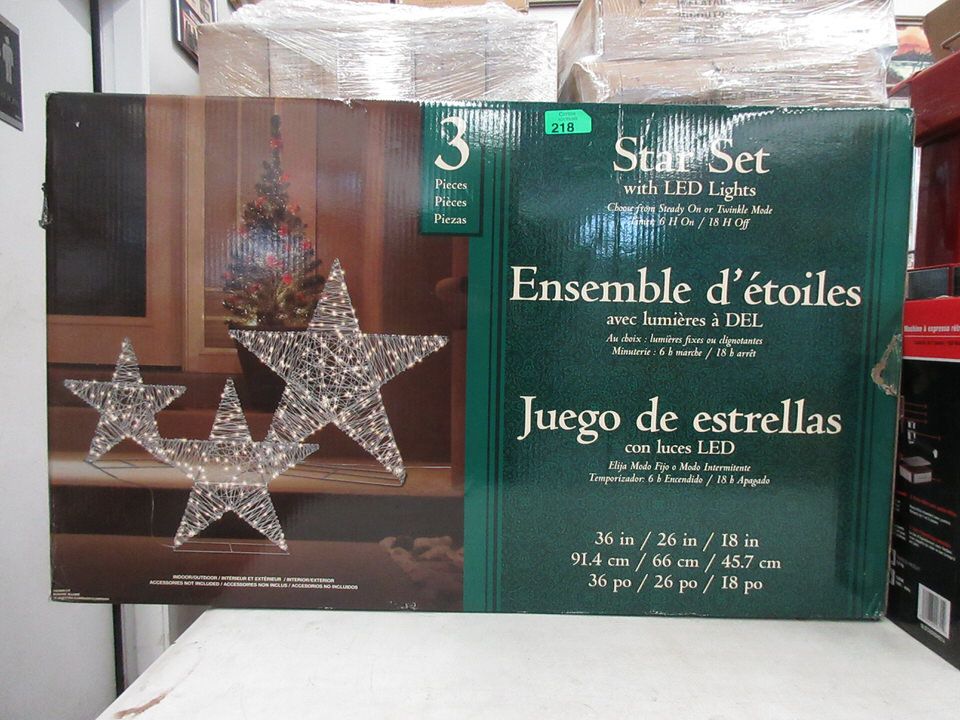 3
Pieces
Pièces
Piezas
218
Star Set
with LED Lights
Choose from Steady On or Twinkle Mode
Timer: 6 H On / 18 H Off
Ensemble d'étoiles
avec lumières à DEL
Au choix : lumières fixes ou clignotantes
Minuterie : 6 h marche / 18 h arrêt
Juego de estrellas
con luces LED
Elija Modo Fijo o Modo Intermitente
Temporizador: 6 h Encendido / 18 h Apagado
36 in / 26 in / 18 in
91.4 cm / 66 cm / 45.7 cm
36 po / 26 po / 18 po
INDOOR/OUTDOOR / INTÉRIEUR ET EXTÉRIEUR / INTERIOR/EXTERIOR
ACCESSORIES NOT INCLUDED / ACCESSOIRES NON INCLUS / ACCESORIOS NO INCLUIDOS
Machine à espresso